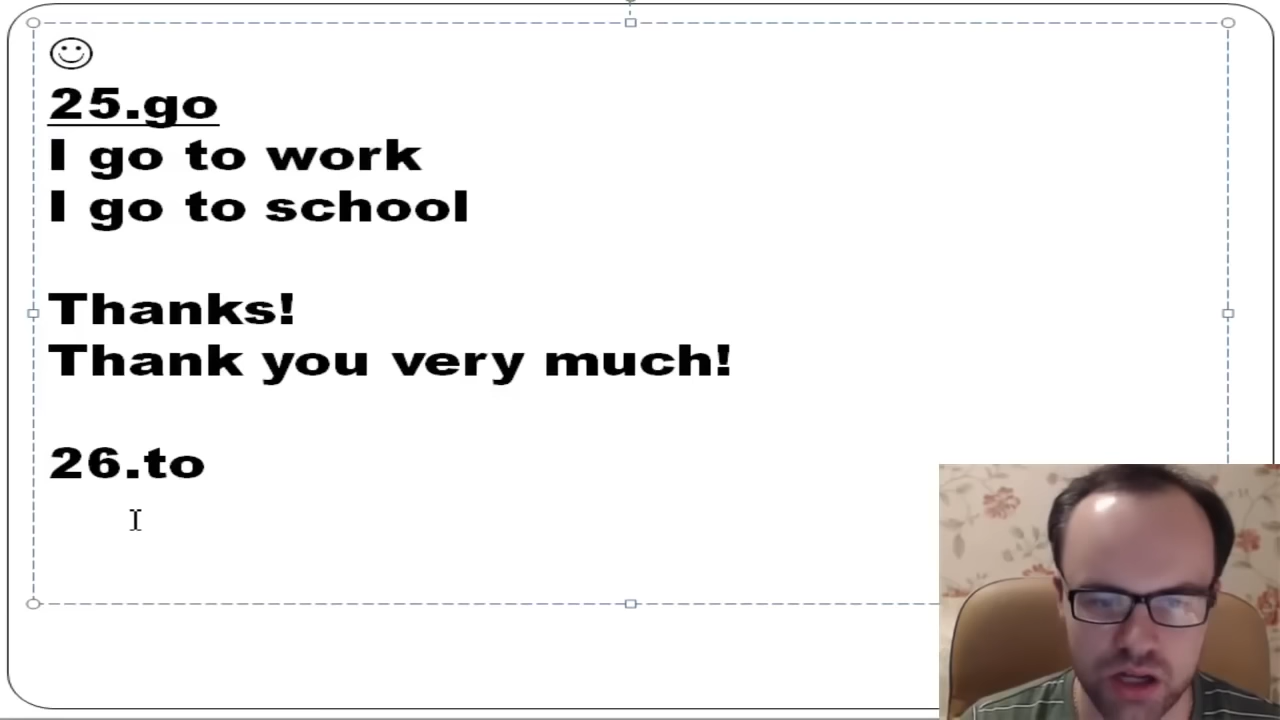 25.go
I go to work
I go to school
Thanks!
Thank you very much!
26.to